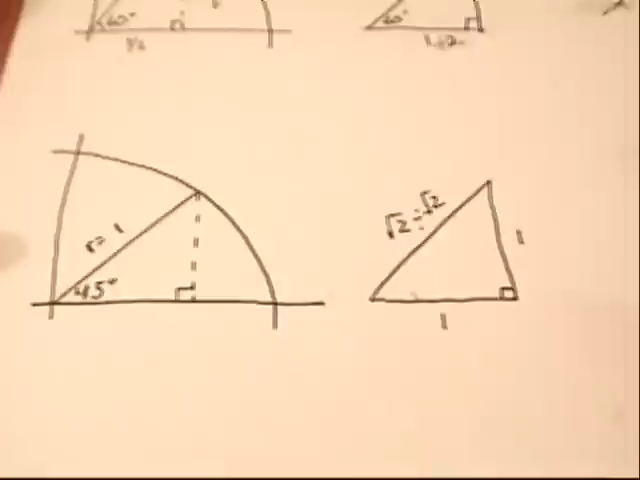 60°
60°
r= 1
45°
√2 ÷ √2
1
1